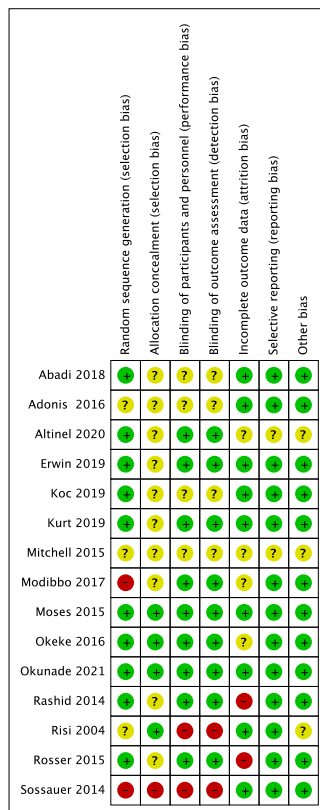 Random sequence generation (selection bias)
Allocation concealment (selection bias)
Blinding of participants and personnel (performance bias)
Blinding of outcome assessment (detection bias)
Incomplete outcome data (attrition bias)
Selective reporting (reporting bias)
Other bias
Abadi 2018 + ? ? ? + + +
Adonis 2016 ? ? ? ? + + +
Altinel 2020 + ? + + ? ? ?
Erwin 2019 + ? + + + + +
Koc 2019 + ? ? ? + + +
Kurt 2019 + ? + + + + +
Mitchell 2015 ? ? ? ? ? ? ?
Modibbo 2017 - ? + + ? + +
Moses 2015 + + + + + + +
Okeke 2016 + + + + ? + +
Okunade 2021 + + + + + + +
Rashid 2014 + ? + + - + +
Risi 2004 ? + - - + + ?
Rosser 2015 + ? + + - + +
Sossauer 2014 - - - - + + +